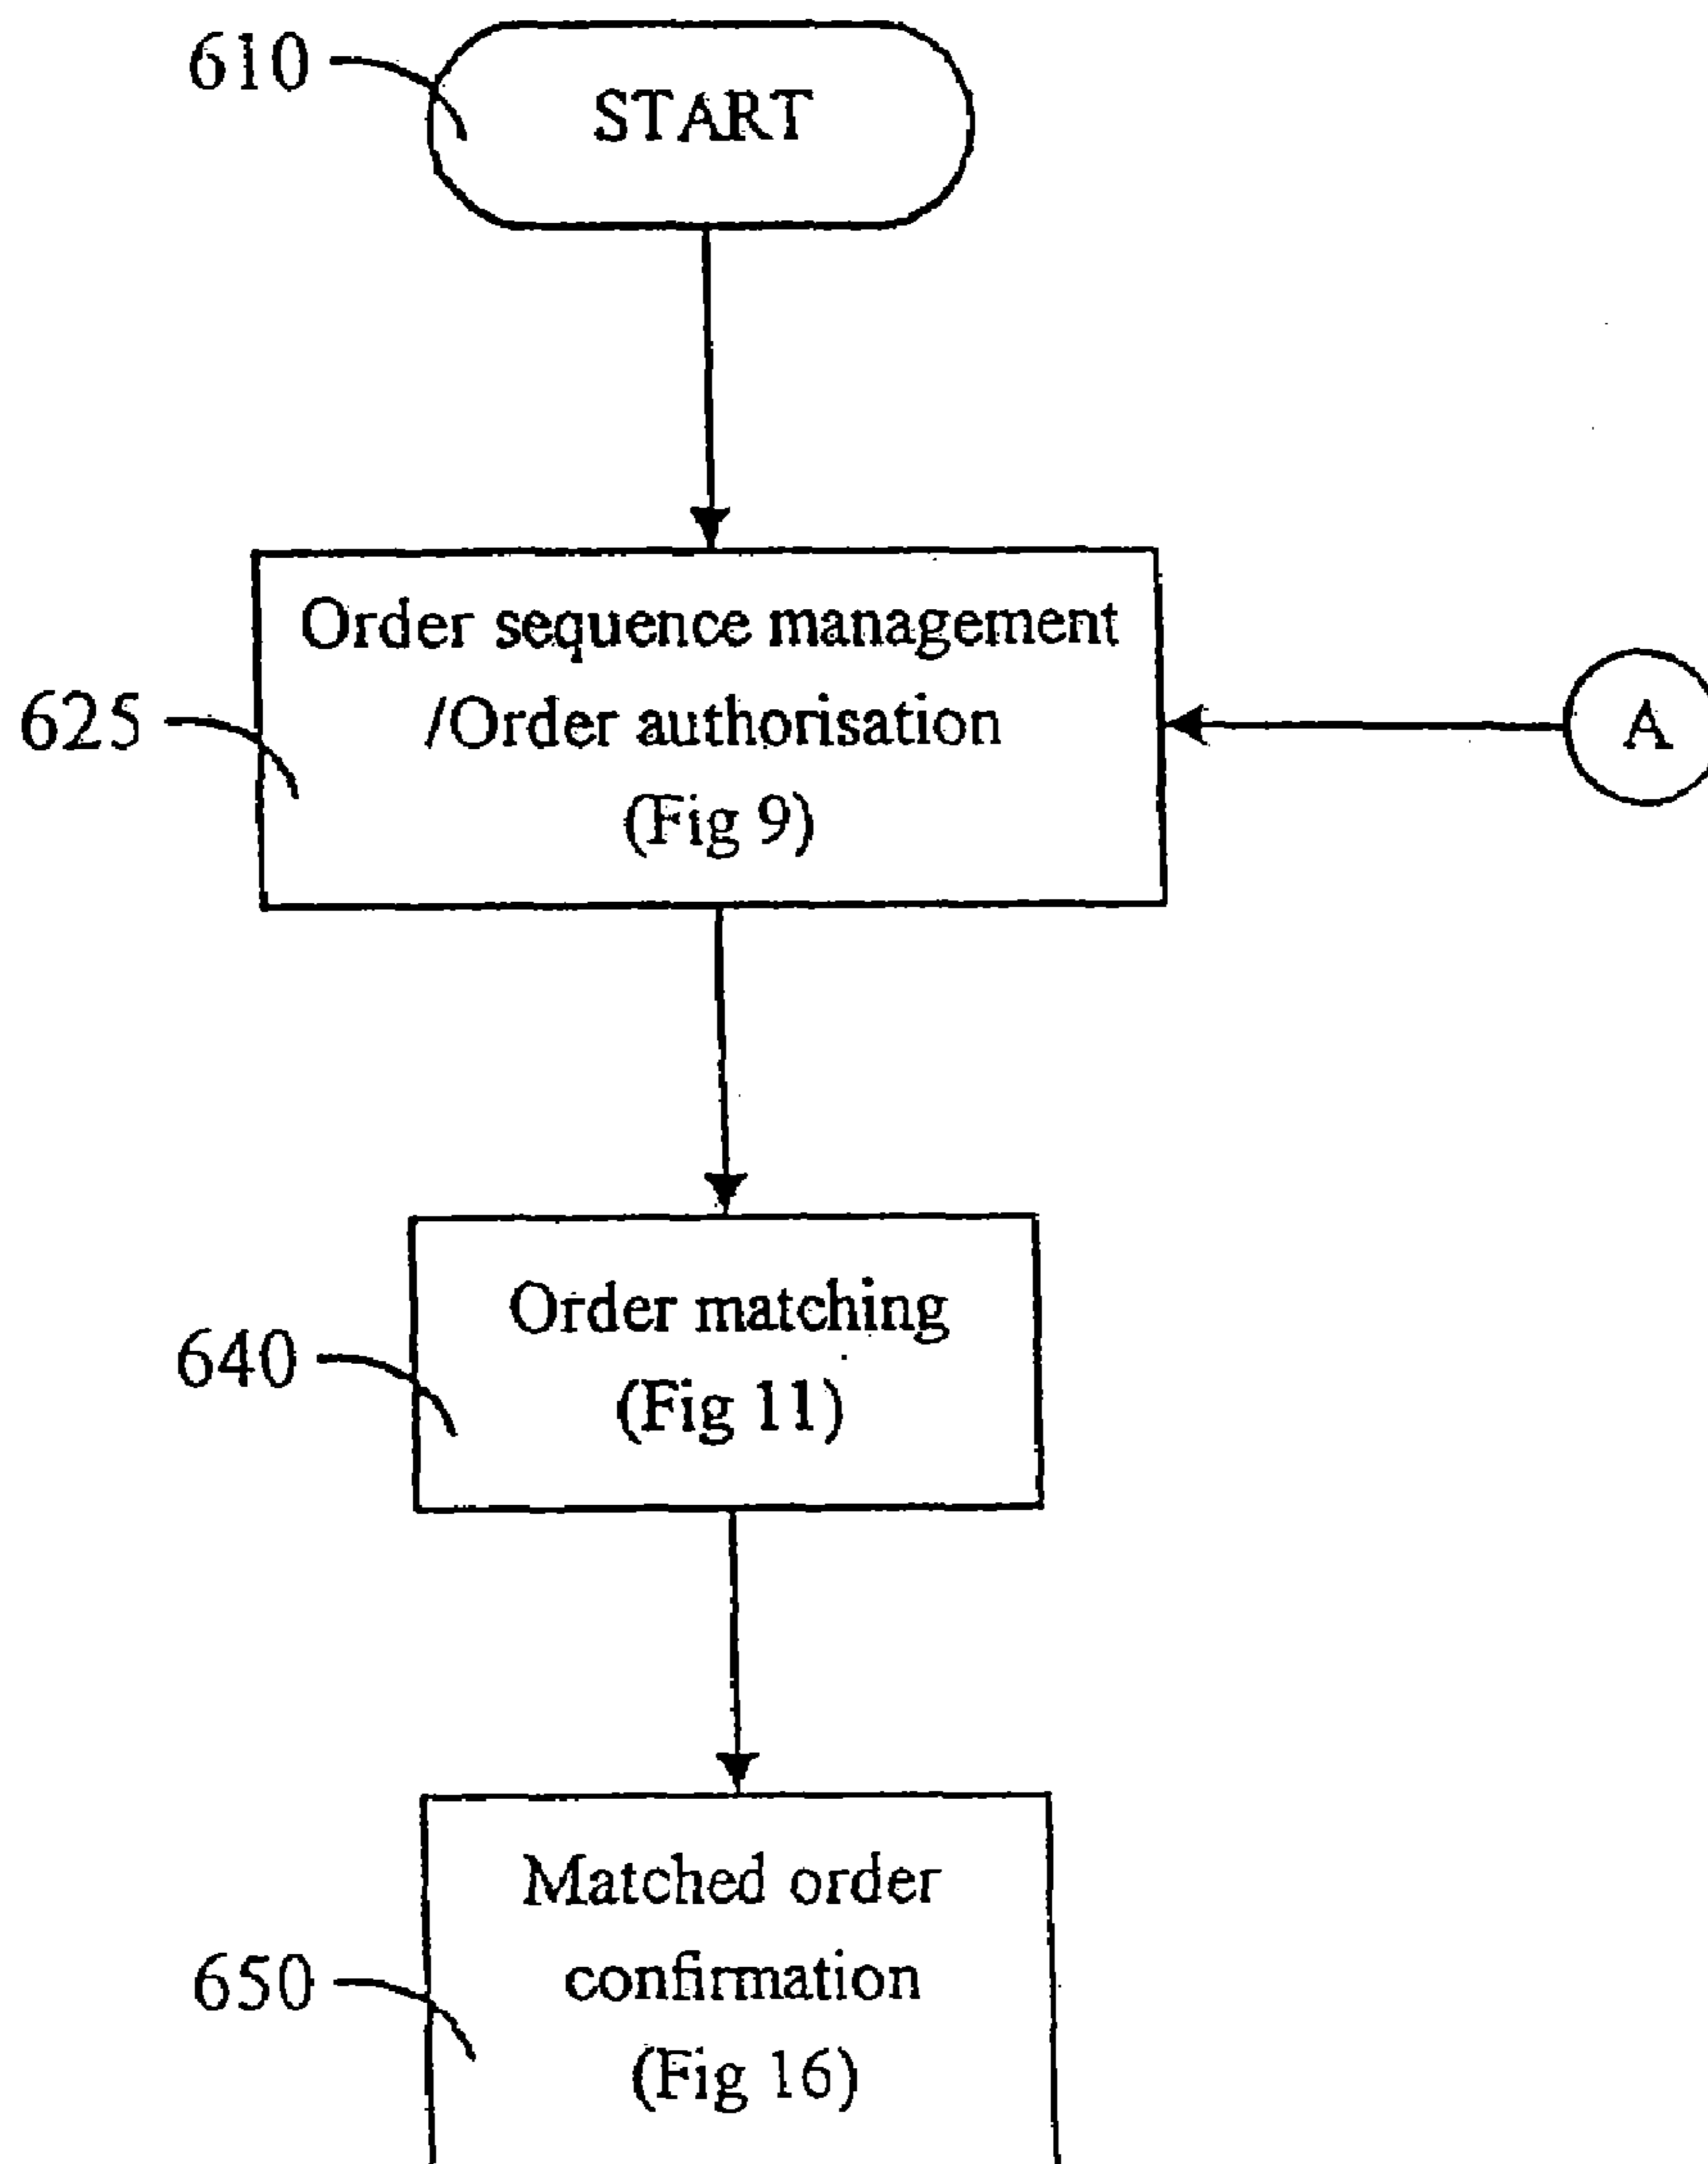 610
START
Order sequence management
/Order authorisation
(Fig 9)
625
A
Order matching
(Fig 11)
640
Matched order
confirmation
(Fig 16)
650